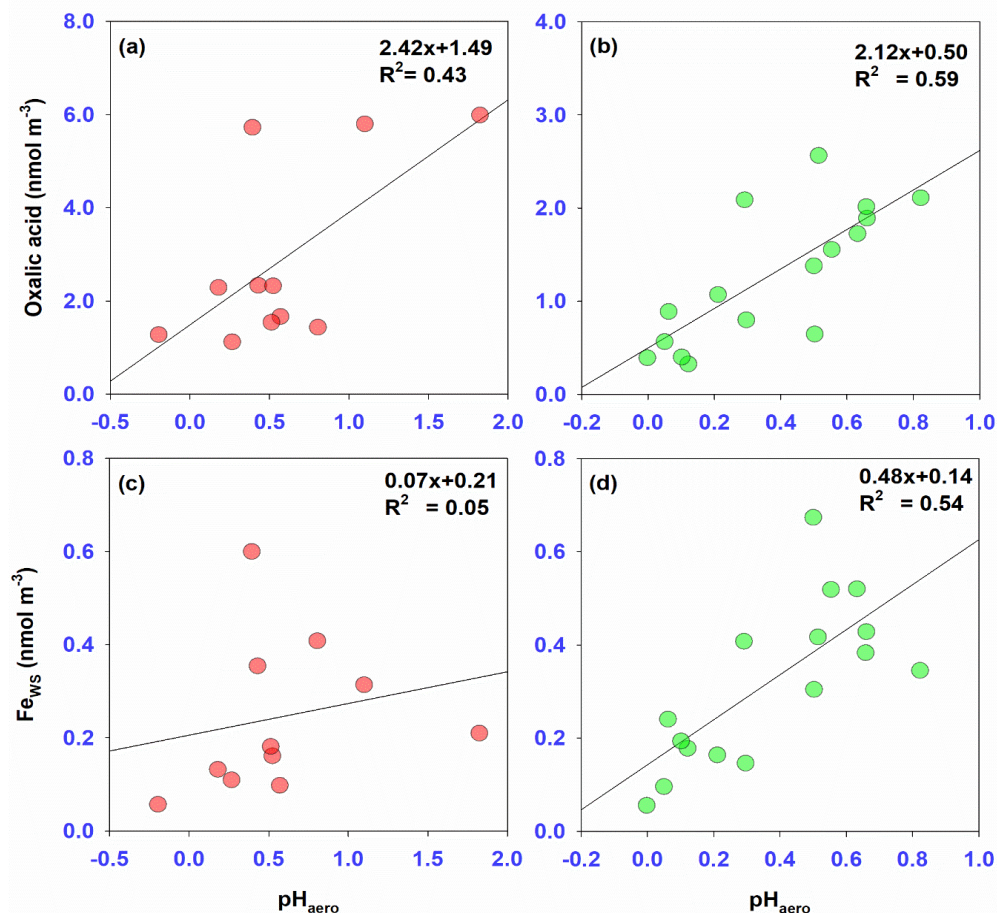 (a)
2.42x+1.49
R²= 0.43
Oxalic acid (nmol m⁻³)
8.0
6.0
4.0
2.0
0.0
-0.5 0.0 0.5 1.0 1.5 2.0
(b)
2.12x+0.50
R² = 0.59
4.0
3.0
2.0
1.0
0.0
-0.2 0.0 0.2 0.4 0.6 0.8 1.0
(c)
0.07x+0.21
R² = 0.05
Fe_WS (nmol m⁻³)
0.8
0.6
0.4
0.2
0.0
-0.5 0.0 0.5 1.0 1.5 2.0
pH_aero
(d)
0.48x+0.14
R² = 0.54
0.8
0.6
0.4
0.2
0.0
-0.2 0.0 0.2 0.4 0.6 0.8 1.0
pH_aero